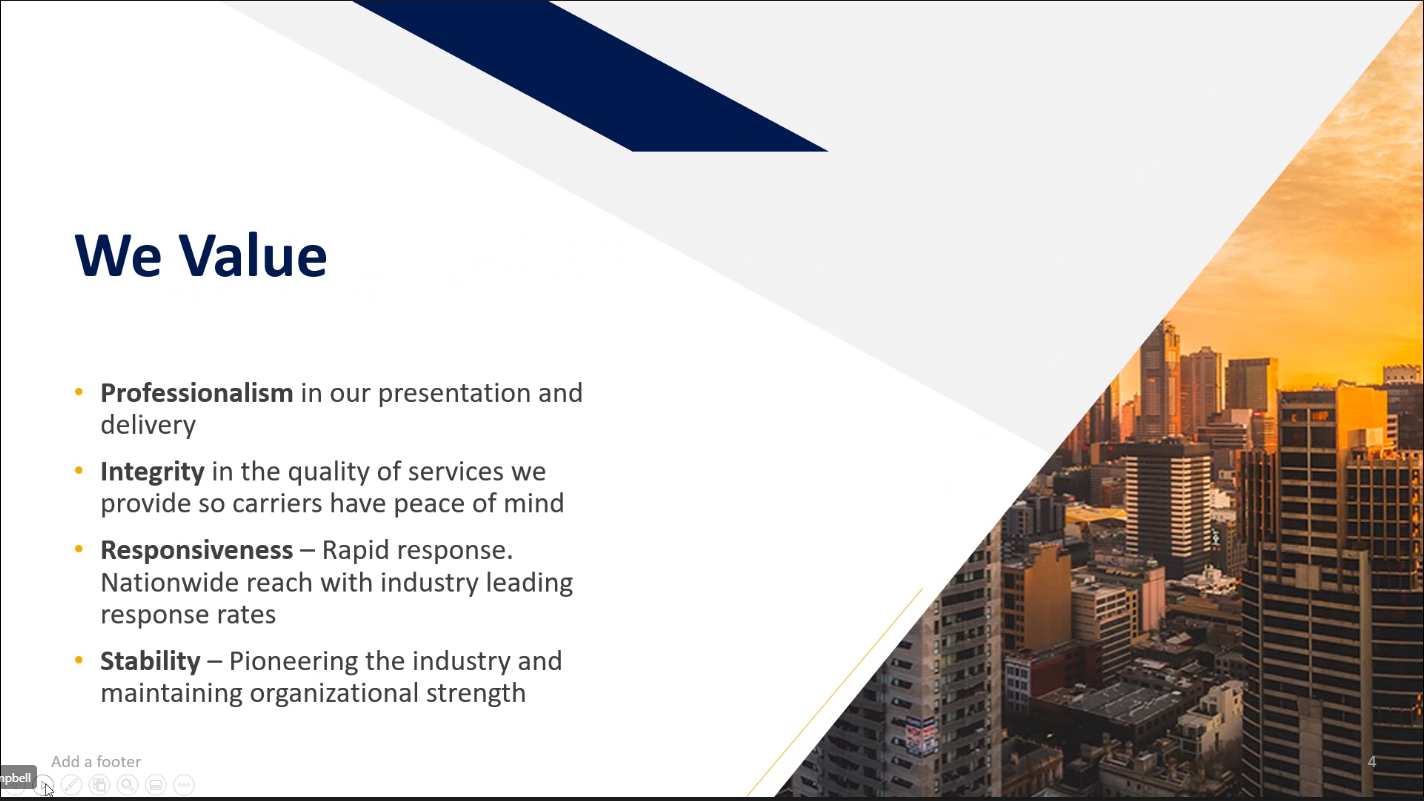 We Value
• Professionalism in our presentation and
delivery
• Integrity in the quality of services we
provide so carriers have peace of mind
• Responsiveness – Rapid response.
Nationwide reach with industry leading
response rates
• Stability – Pioneering the industry and
maintaining organizational strength
Add a footer
4
mpbell